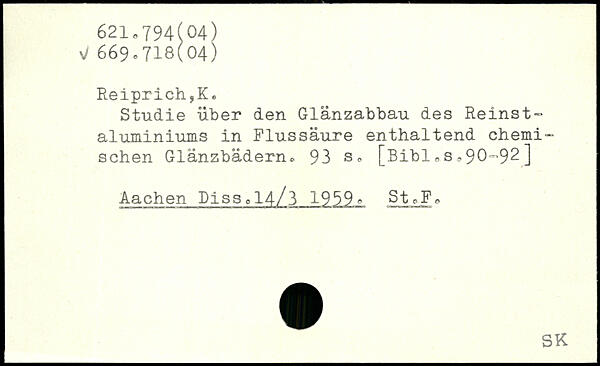 621.794(04)
✓ 669.718(04)
Reiprich,K.
Studie über den Glänzabbau des Reinst-
aluminiums in Flussäure enthaltend chemi-
schen Glänzbädern. 93 s. [Bibl.s.90-92]
Aachen Diss.14/3 1959. St.F.
SK